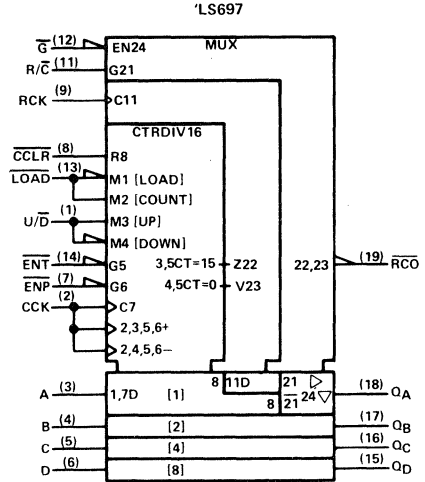 'LS697
G (12) EN24 MUX
R/C (11) G21
RCK (9) C11
CTRDIV16
CCLR (8) R8
LOAD (13) M1 [LOAD]
M2 [COUNT]
U/D (1) M3 [UP]
M4 [DOWN]
ENT (14) G5 3,5CT=15 Z22 22,23 (19) RCO
ENP (7) G6 4,5CT=0 V23
CCK (2) C7
2,3,5,6+
2,4,5,6−
A (3) 1,7D [1] 8 11D 8 21 21 24 (18) QA
B (4) [2] (17) QB
C (5) [4] (16) QC
D (6) [8] (15) QD